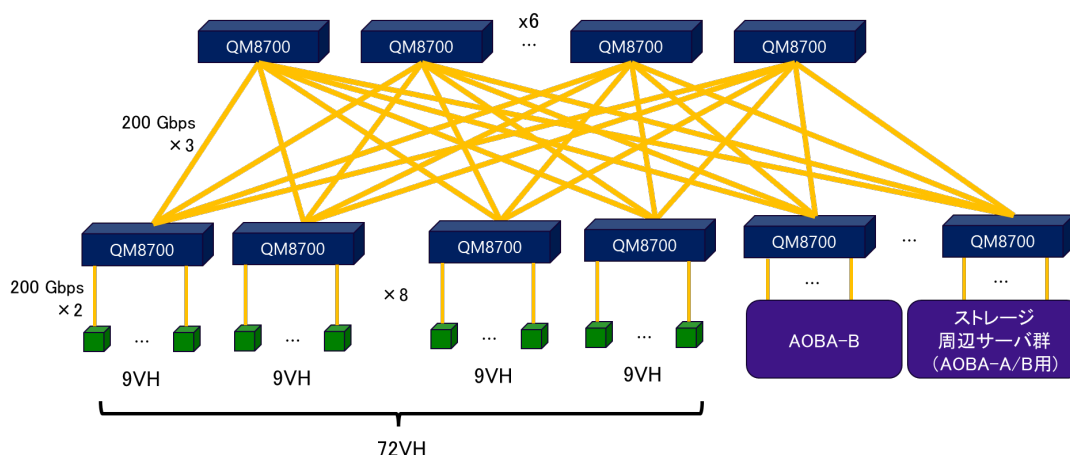 x6
QM8700
QM8700
...
QM8700
QM8700
200 Gbps
×3
QM8700
QM8700
QM8700
QM8700
QM8700
...
QM8700
200 Gbps
×2
×8
...
...
...
...
...
...
AOBA-B
ストレージ
周辺サーバ群
(AOBA-A/B用)
9VH
9VH
9VH
9VH
72VH